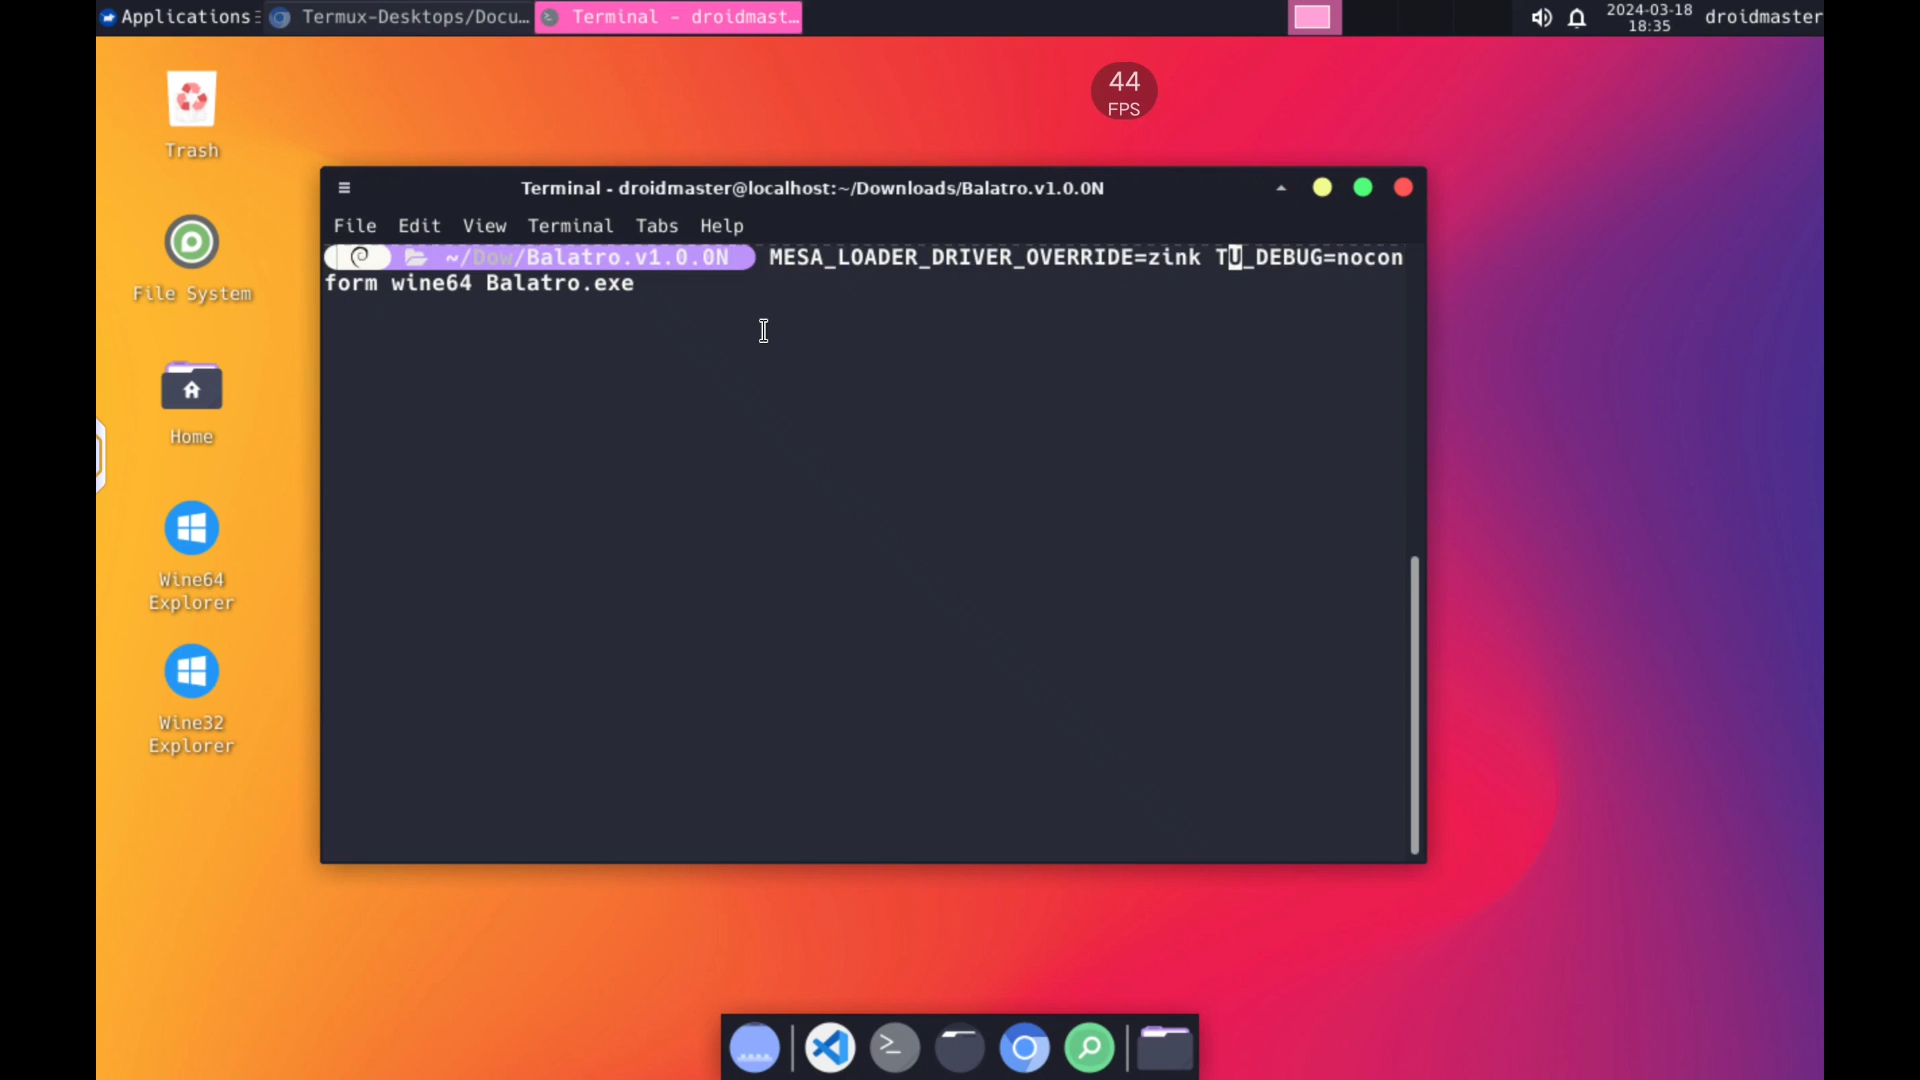 Applications
Termux-Desktops/Docu...
Terminal - droidmast...
2024-03-18
18:35
droidmaster
44
FPS
Trash
File System
Home
Wine64
Explorer
Wine32
Explorer
Terminal - droidmaster@localhost:~/Downloads/Balatro.v1.0.0N
File Edit View Terminal Tabs Help
~/Dow/Balatro.v1.0.0N MESA_LOADER_DRIVER_OVERRIDE=zink TU_DEBUG=nocon
form wine64 Balatro.exe